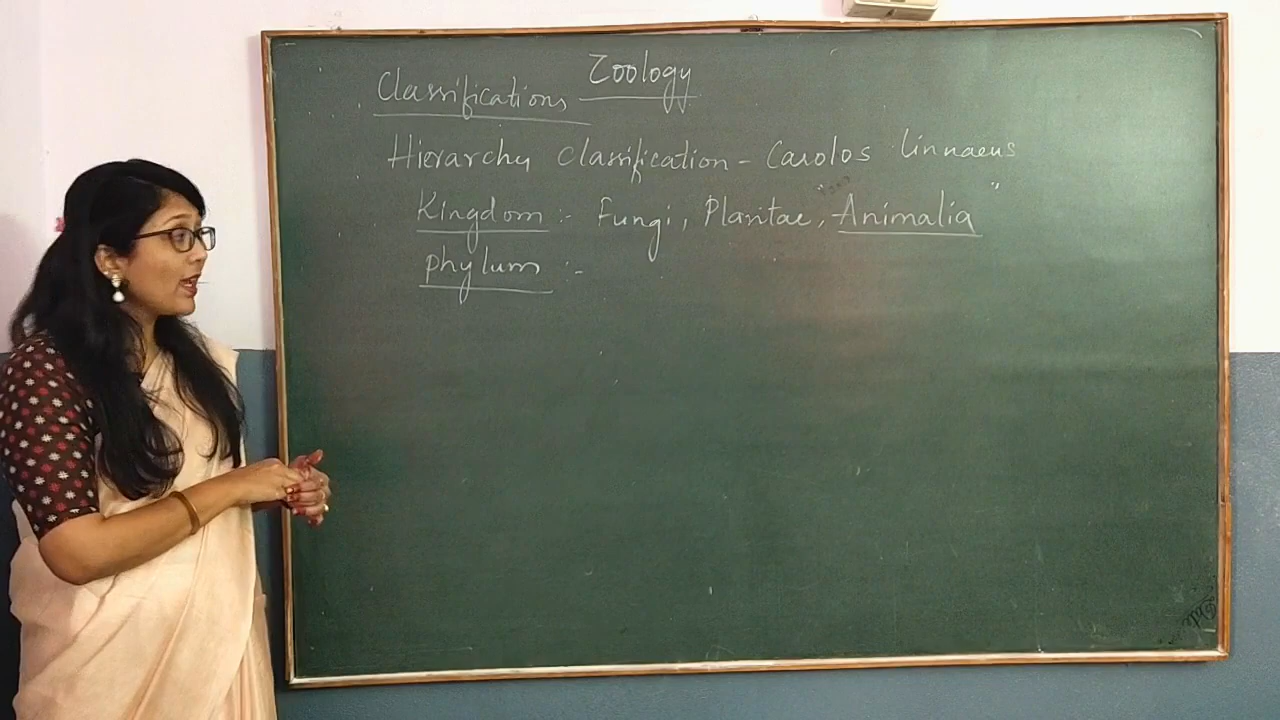 Zoology
Classifications
Hierarchy Classification - Carolos Linnaeus
Kingdom :- Fungi, Plantae, "Animalia"
Phylum :-